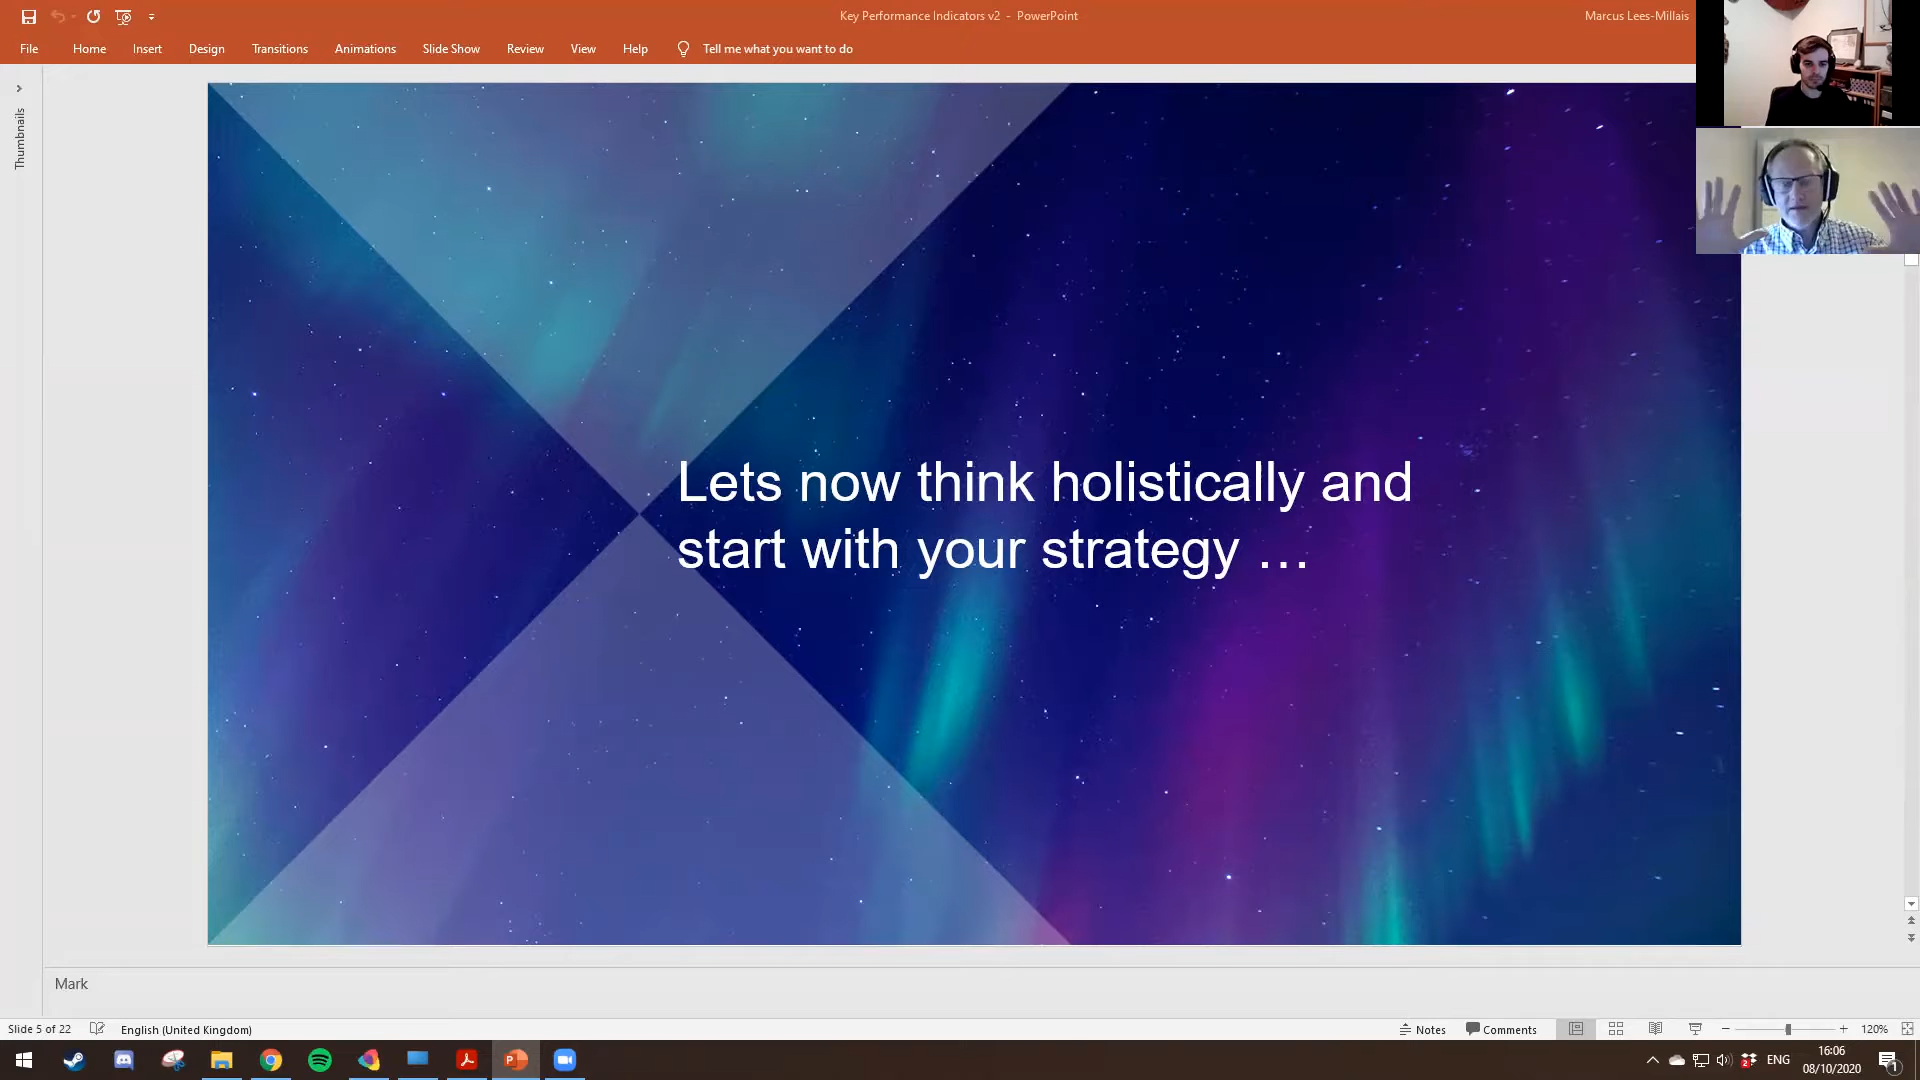 Key Performance Indicators v2 - PowerPoint
Marcus Lees-Millais
File Home Insert Design Transitions Animations Slide Show Review View Help Tell me what you want to do
Thumbnails
Lets now think holistically and
start with your strategy …
Mark
Slide 5 of 22 English (United Kingdom) Notes Comments 120%
ENG 16:06
08/10/2020